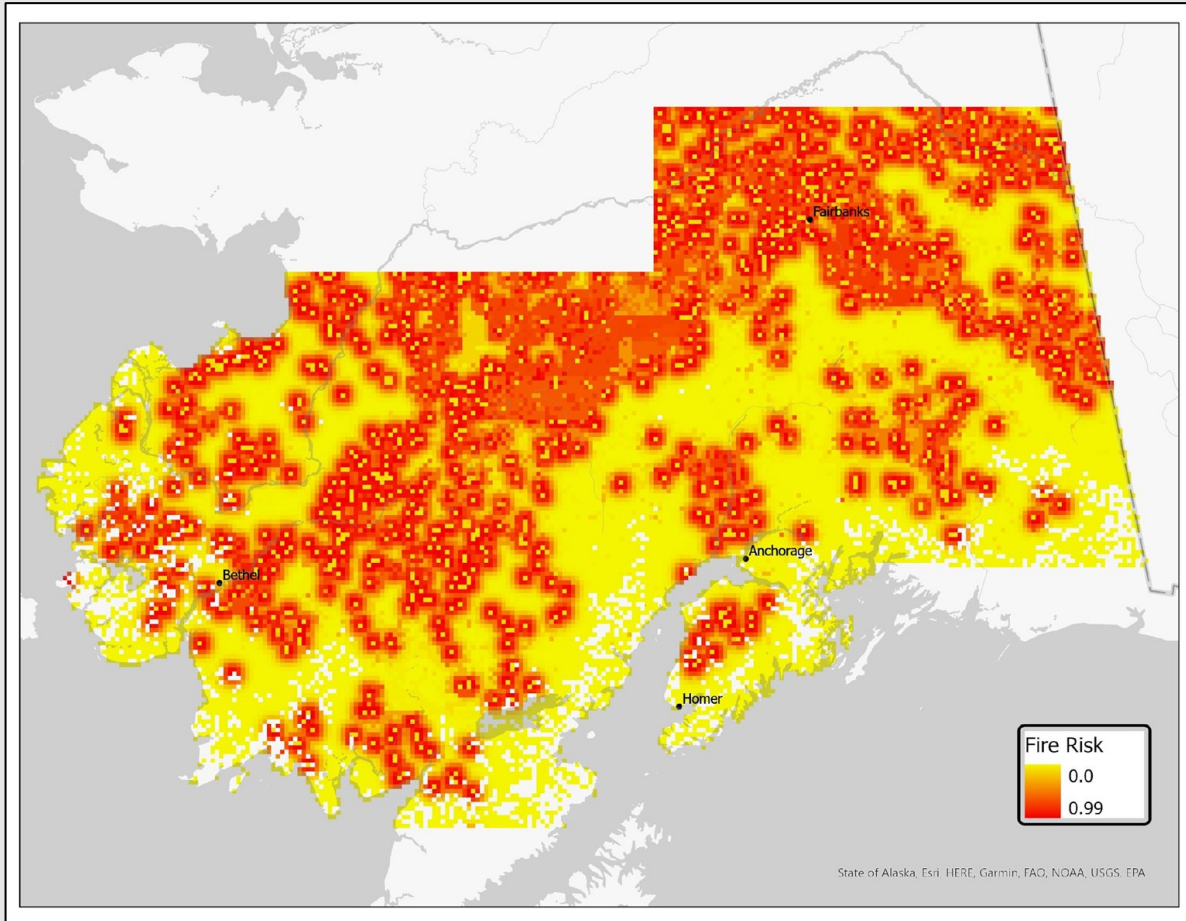 Fairbanks
Bethel
Anchorage
Homer
Fire Risk
0.0
0.99
State of Alaska, Esri, HERE, Garmin, FAO, NOAA, USGS, EPA